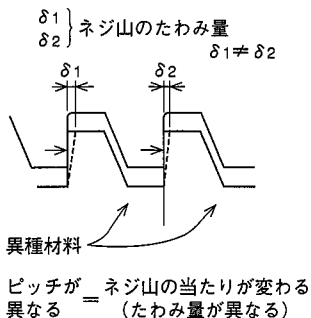 δ1
δ2 } ネジ山のたわみ量
δ1≠δ2
δ1 δ2
異種材料
ピッチが = ネジ山の当たりが変わる
異なる (たわみ量が異なる)